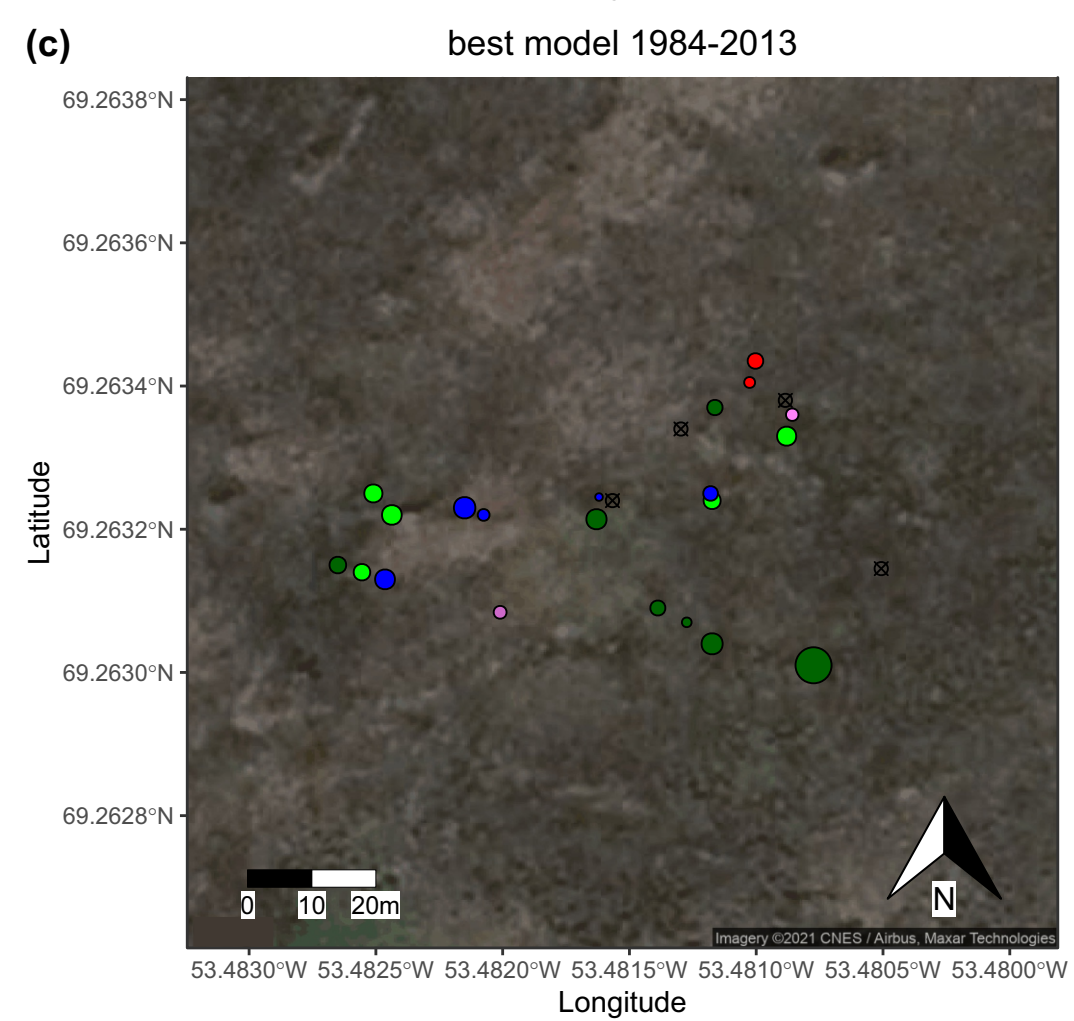 (c)
best model 1984-2013
69.2638°N
69.2636°N
69.2634°N
69.2632°N
69.2630°N
69.2628°N
Latitude
0 10 20m
N
Imagery ©2021 CNES / Airbus, Maxar Technologies
53.4830°W 53.4825°W 53.4820°W 53.4815°W 53.4810°W 53.4805°W 53.4800°W
Longitude